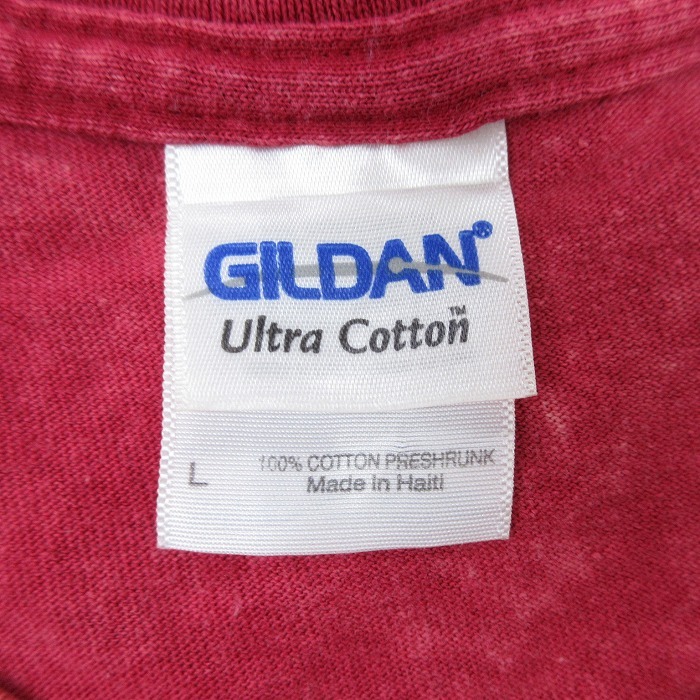 GILDAN®
Ultra Cotton™
L 100% COTTON PRESHRUNK
Made In Haiti